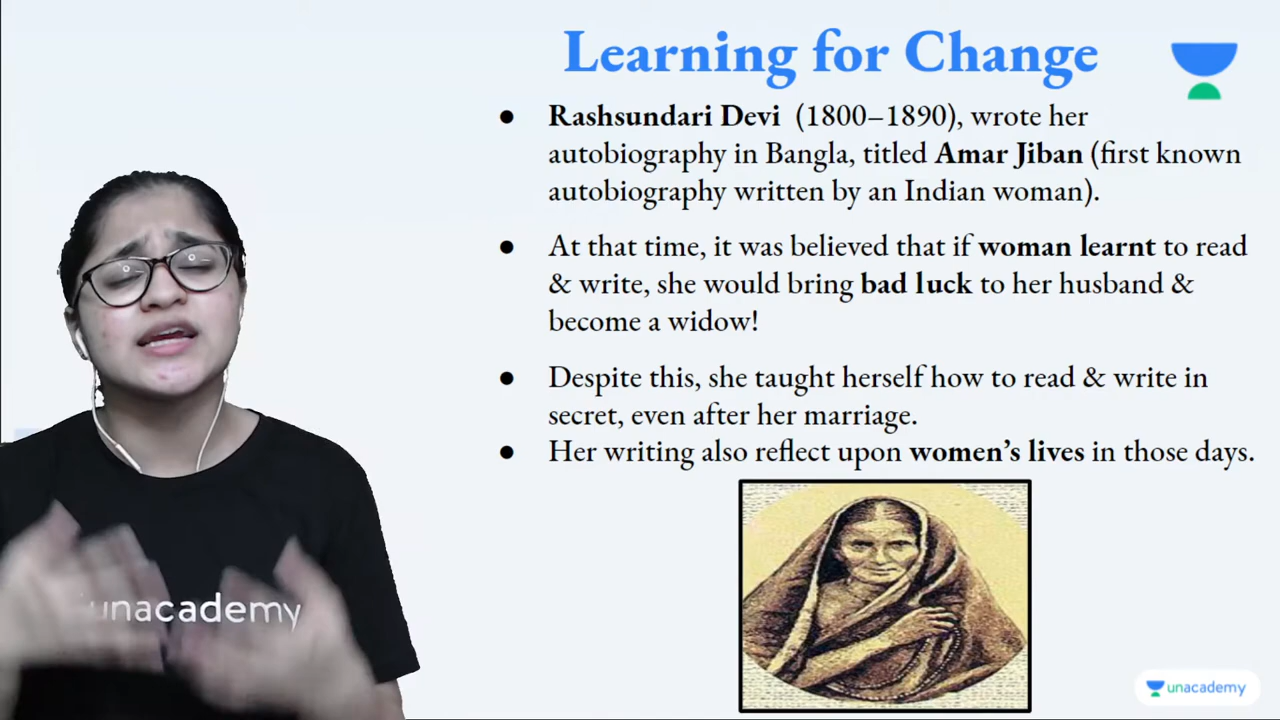 Learning for Change
● Rashsundari Devi (1800–1890), wrote her
autobiography in Bangla, titled Amar Jiban (first known
autobiography written by an Indian woman).
● At that time, it was believed that if woman learnt to read
& write, she would bring bad luck to her husband &
become a widow!
● Despite this, she taught herself how to read & write in
secret, even after her marriage.
● Her writing also reflect upon women’s lives in those days.
unacademy
unacademy